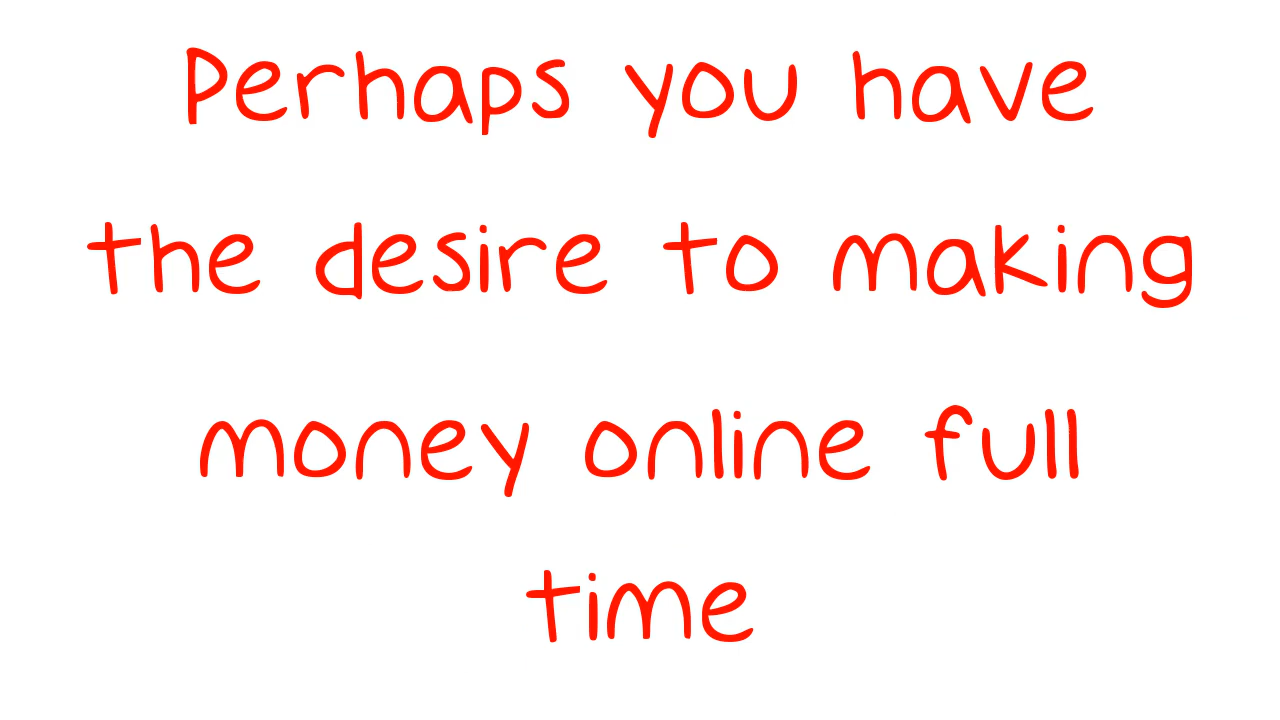 Perhaps you have
the desire to making
money online full
time